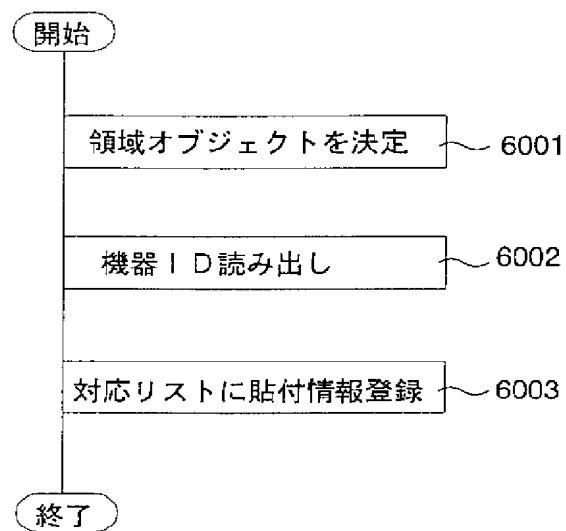 開始
領域オブジェクトを決定
6001
機器ID読み出し
6002
対応リストに貼付情報登録
6003
終了